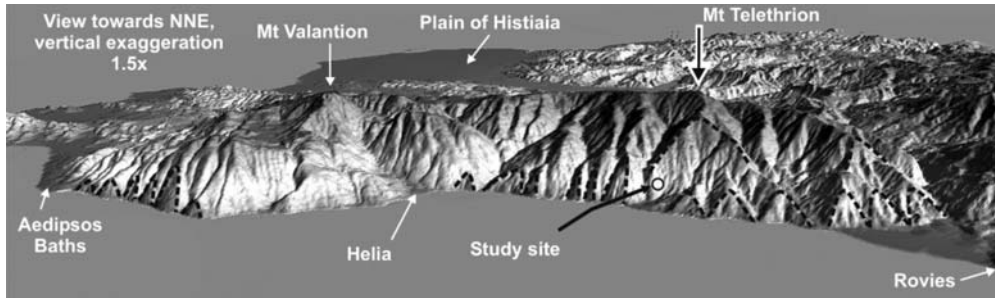 View towards NNE,
vertical exaggeration
1.5x
Mt Valantion
Plain of Histiaia
Mt Telethrion
Aedipsos
Baths
Helia
Study site
Rovies